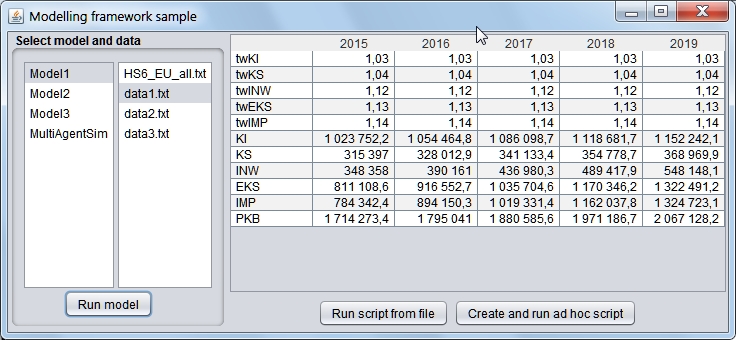 Modelling framework sample
Select model and data
Model1
Model2
Model3
MultiAgentSim
HS6_EU_all.txt
data1.txt
data2.txt
data3.txt
Run model
2015 2016 2017 2018 2019
twKI 1,03 1,03 1,03 1,03 1,03
twKS 1,04 1,04 1,04 1,04 1,04
twINW 1,12 1,12 1,12 1,12 1,12
twEKS 1,13 1,13 1,13 1,13 1,13
twIMP 1,14 1,14 1,14 1,14 1,14
KI 1 023 752,2 1 054 464,8 1 086 098,7 1 118 681,7 1 152 242,1
KS 315 397 328 012,9 341 133,4 354 778,7 368 969,9
INW 348 358 390 161 436 980,3 489 417,9 548 148,1
EKS 811 108,6 916 552,7 1 035 704,6 1 170 346,2 1 322 491,2
IMP 784 342,4 894 150,3 1 019 331,4 1 162 037,8 1 324 723,1
PKB 1 714 273,4 1 795 041 1 880 585,6 1 971 186,7 2 067 128,2
Run script from file
Create and run ad hoc script